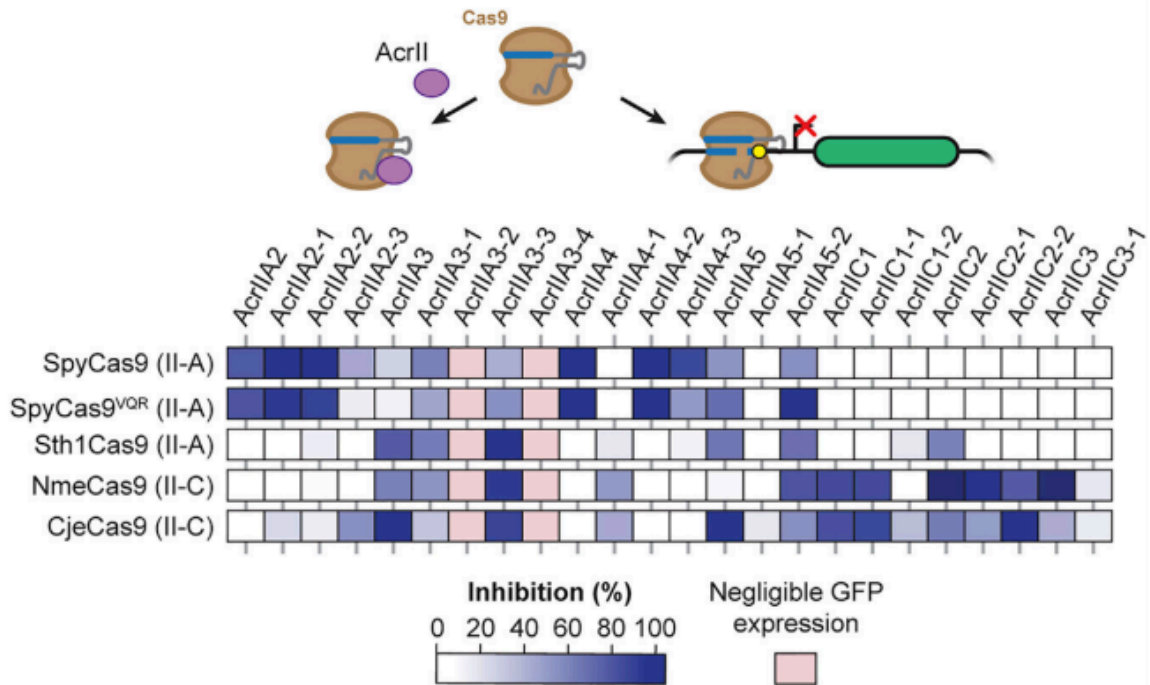 Cas9
AcrII
AcrIIA2
AcrIIA2-1
AcrIIA2-2
AcrIIA2-3
AcrIIA3
AcrIIA3-1
AcrIIA3-2
AcrIIA3-3
AcrIIA3-4
AcrIIA4
AcrIIA4-1
AcrIIA4-2
AcrIIA4-3
AcrIIA5
AcrIIA5-1
AcrIIA5-2
AcrIIC1
AcrIIC1-1
AcrIIC1-2
AcrIIC2
AcrIIC2-1
AcrIIC2-2
AcrIIC3
AcrIIC3-1
SpyCas9 (II-A)
SpyCas9VQR (II-A)
Sth1Cas9 (II-A)
NmeCas9 (II-C)
CjeCas9 (II-C)
Inhibition (%)
0 20 40 60 80 100
Negligible GFP
expression